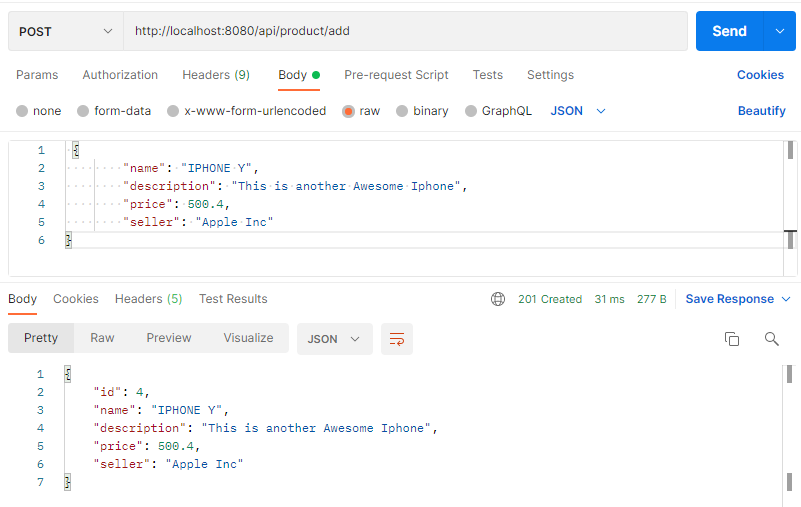 POST http://localhost:8080/api/product/add Send
Params Authorization Headers (9) Body Pre-request Script Tests Settings Cookies
none form-data x-www-form-urlencoded raw binary GraphQL JSON Beautify
1 {
2 "name": "IPHONE Y",
3 "description": "This is another Awesome Iphone",
4 "price": 500.4,
5 "seller": "Apple Inc"
6 }
Body Cookies Headers (5) Test Results 201 Created 31 ms 277 B Save Response
Pretty Raw Preview Visualize JSON
1 {
2 "id": 4,
3 "name": "IPHONE Y",
4 "description": "This is another Awesome Iphone",
5 "price": 500.4,
6 "seller": "Apple Inc"
7 }